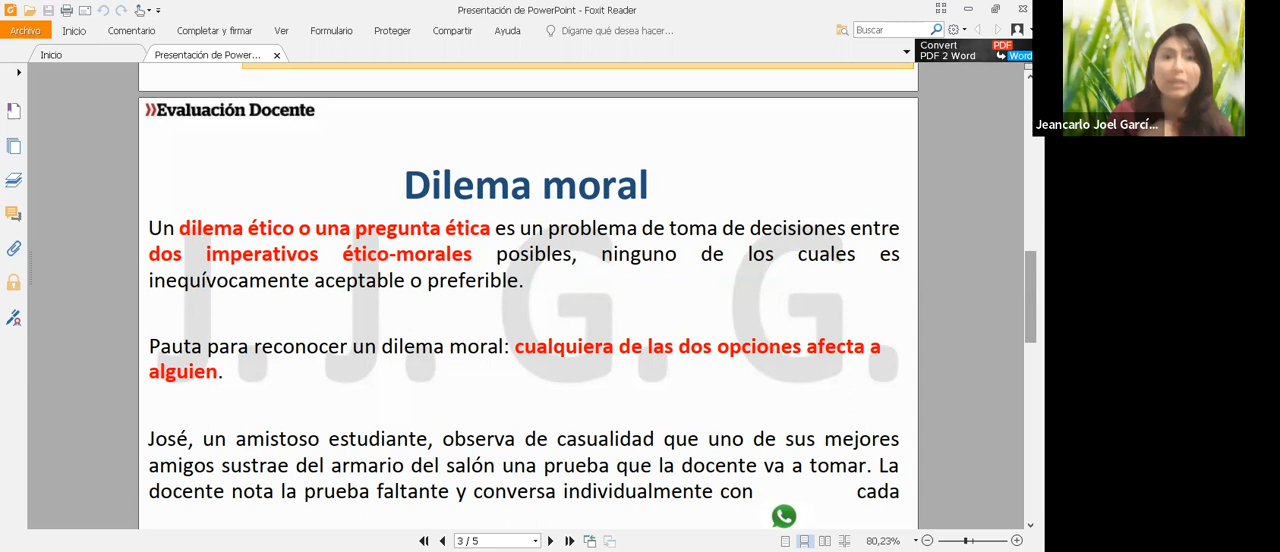 Presentación de PowerPoint - Foxit Reader
Archivo Inicio Comentario Completar y firmar Ver Formulario Proteger Compartir Ayuda Dígame qué desea hacer... Buscar
Inicio Presentación de Power...
Convert PDF
PDF 2 Word Word
Jeancarlo Joel Garcí...
»Evaluación Docente
Dilema moral
Un dilema ético o una pregunta ética es un problema de toma de decisiones entre
dos imperativos ético-morales posibles, ninguno de los cuales es
inequívocamente aceptable o preferible.
Pauta para reconocer un dilema moral: cualquiera de las dos opciones afecta a
alguien.
José, un amistoso estudiante, observa de casualidad que uno de sus mejores
amigos sustrae del armario del salón una prueba que la docente va a tomar. La
docente nota la prueba faltante y conversa individualmente con cada
J. J. G. G.
3 / 5
80,23%